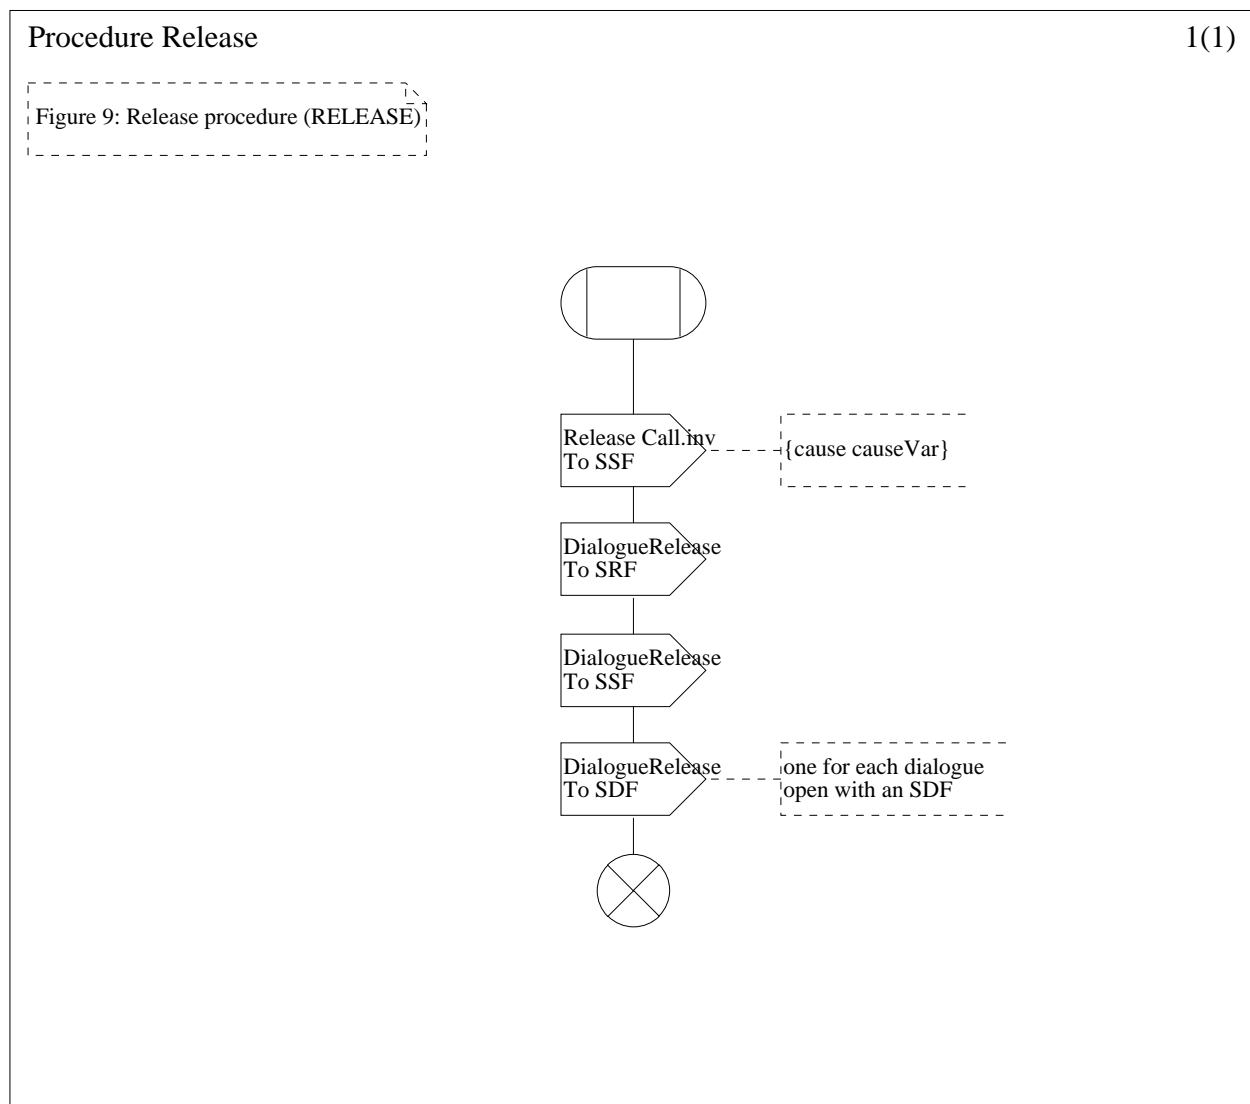 Procedure Release
1(1)
Figure 9: Release procedure (RELEASE)
Release Call.inv
To SSF
{cause causeVar}
DialogueRelease
To SRF
DialogueRelease
To SSF
DialogueRelease
To SDF
one for each dialogue
open with an SDF